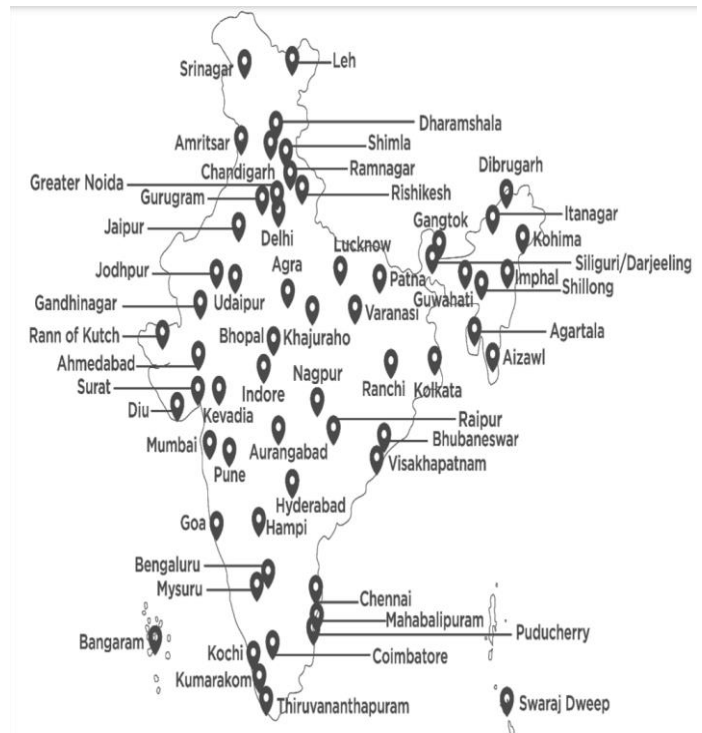 Srinagar
Leh
Dharamshala
Amritsar
Shimla
Chandigarh
Ramnagar
Dibrugarh
Greater Noida
Rishikesh
Gurugram
Itanagar
Jaipur
Gangtok
Delhi
Kohima
Lucknow
Siliguri/Darjeeling
Jodhpur
Agra
Patna
Imphal
Udaipur
Guwahati
Shillong
Gandhinagar
Varanasi
Rann of Kutch
Bhopal
Khajuraho
Agartala
Ahmedabad
Aizawl
Nagpur
Surat
Indore
Ranchi
Kolkata
Diu
Kevadia
Raipur
Mumbai
Aurangabad
Bhubaneswar
Pune
Visakhapatnam
Hyderabad
Goa
Hampi
Bengaluru
Mysuru
Chennai
Mahabalipuram
Puducherry
Bangaram
Kochi
Coimbatore
Kumarakom
Thiruvananthapuram
Swaraj Dweep